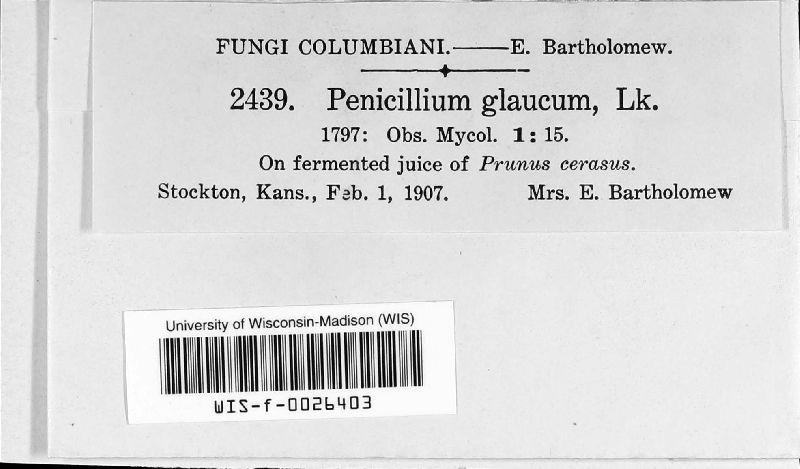 FUNGI COLUMBIANI.——E. Bartholomew.
2439. Penicillium glaucum, Lk.
1797: Obs. Mycol. 1: 15.
On fermented juice of Prunus cerasus.
Stockton, Kans., Feb. 1, 1907. Mrs. E. Bartholomew
University of Wisconsin-Madison (WIS)
WIS-f-0026403